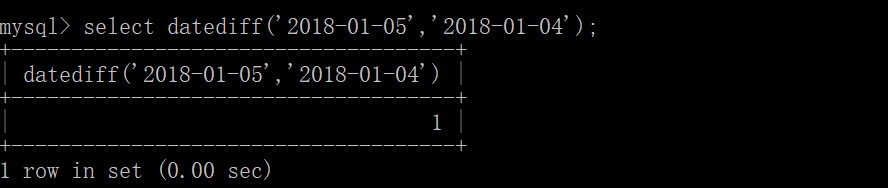 mysql> select datediff('2018-01-05','2018-01-04');
+-------------------------------------+
| datediff('2018-01-05','2018-01-04') |
+-------------------------------------+
|                                   1 |
+-------------------------------------+
1 row in set (0.00 sec)